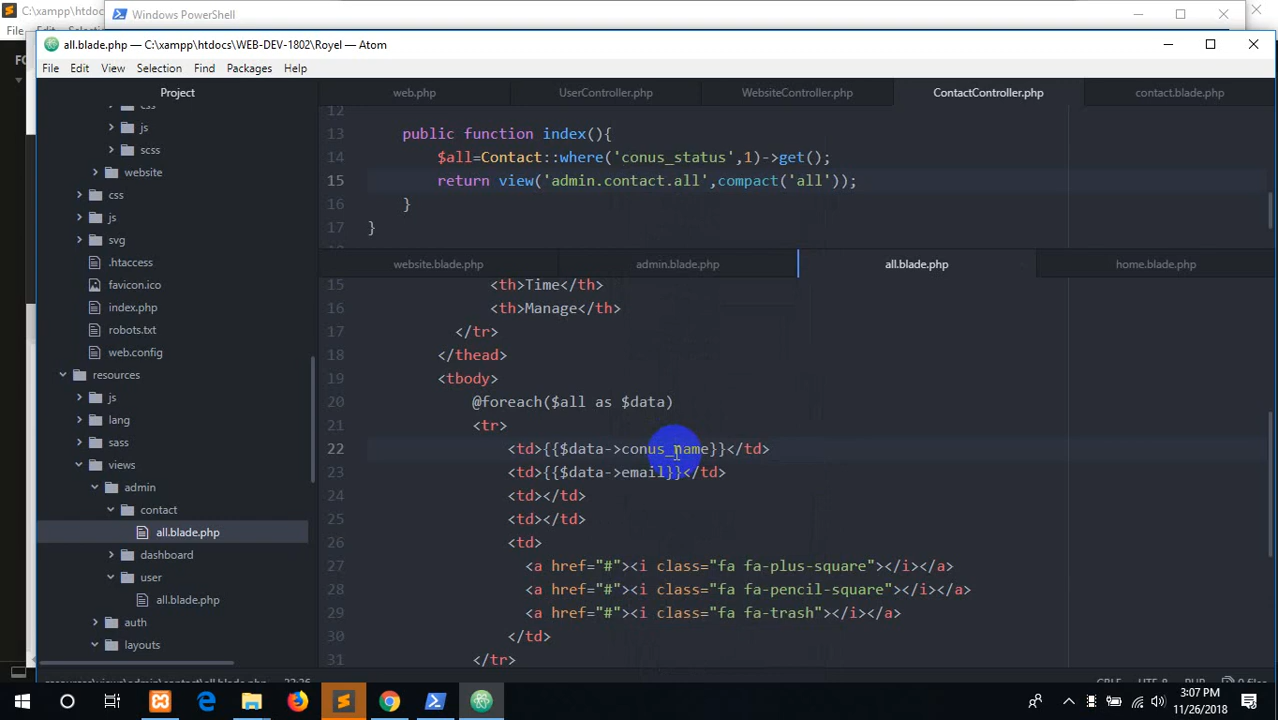 C:\xampp\htdoc
Windows PowerShell
File
all.blade.php — C:\xampp\htdocs\WEB-DEV-1802\Royel — Atom
File Edit View Selection Find Packages Help
Project
web.php UserController.php WebsiteController.php ContactController.php contact.blade.php
css
js
scss
website
css
js
svg
.htaccess
favicon.ico
index.php
robots.txt
web.config
resources
js
lang
sass
views
admin
contact
all.blade.php
dashboard
user
all.blade.php
auth
layouts
12
13 public function index(){
14 $all=Contact::where('conus_status',1)->get();
15 return view('admin.contact.all',compact('all'));
16 }
17 }
website.blade.php admin.blade.php all.blade.php home.blade.php
15 <th>Time</th>
16 <th>Manage</th>
17 </tr>
18 </thead>
19 <tbody>
20 @foreach($all as $data)
21 <tr>
22 <td>{{$data->conus_name}}</td>
23 <td>{{$data->email}}</td>
24 <td></td>
25 <td></td>
26 <td>
27 <a href="#"><i class="fa fa-plus-square"></i></a>
28 <a href="#"><i class="fa fa-pencil-square"></i></a>
29 <a href="#"><i class="fa fa-trash"></i></a>
30 </td>
31 </tr>
3:07 PM
11/26/2018